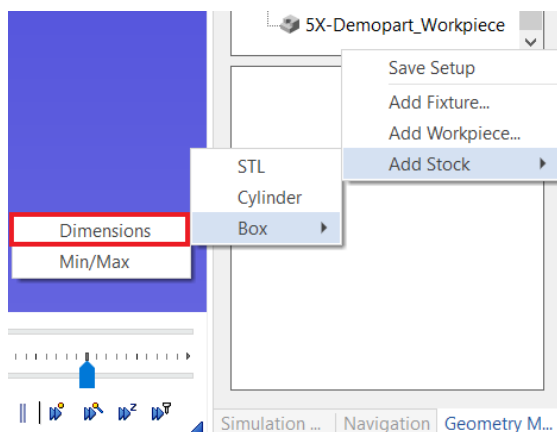 5X-Demopart_Workpiece
Save Setup
Add Fixture...
Add Workpiece...
Add Stock
STL
Cylinder
Box
Dimensions
Min/Max
Simulation ...
Navigation
Geometry M...